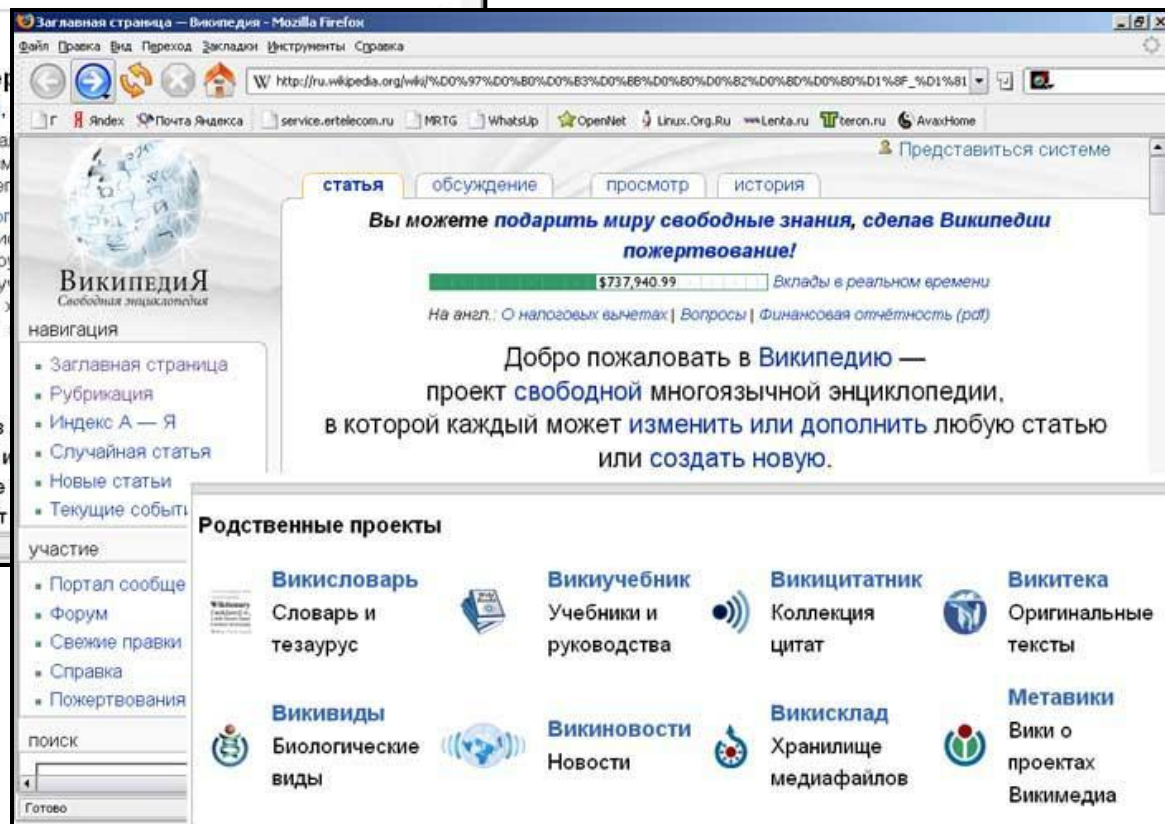 Заглавная страница — Википедия - Mozilla Firefox
Файл Правка Вид Переход Закладки Инструменты Справка
W http://ru.wikipedia.org/wiki/%D0%97%D0%B0%D0%B3%D0%BB%D0%B0%D0%B2%D0%BD%D0%B0%D1%8F_%D1%81
Г Яndex Почта Яндекса service.ertelecom.ru MRTG WhatsUp OpenNet Linux.Org.Ru Lenta.ru teron.ru AvaxHome
Представиться системе
статья обсуждение просмотр история
Вы можете подарить миру свободные знания, сделав Википедии
пожертвование!
$737,940.99 Вклады в реальном времени
На англ.: О налоговых вычетах | Вопросы | Финансовая отчётность (pdf)
Добро пожаловать в Википедию —
проект свободной многоязычной энциклопедии,
в которой каждый может изменить или дополнить любую статью
или создать новую.
ВикипедиЯ
Свободная энциклопедия
навигация
Заглавная страница
Рубрикация
Индекс А — Я
Случайная статья
Новые статьи
Текущие событи
участие
Портал сообще
Форум
Свежие правки
Справка
Пожертвования
поиск
Готово
Родственные проекты
Викисловарь
Словарь и
тезаурус
Викиучебник
Учебники и
руководства
Викицитатник
Коллекция
цитат
Викитека
Оригинальные
тексты
Викивиды
Биологические
виды
Викиновости
Новости
Викисклад
Хранилище
медиафайлов
Метавики
Вики о
проектах
Викимедиа